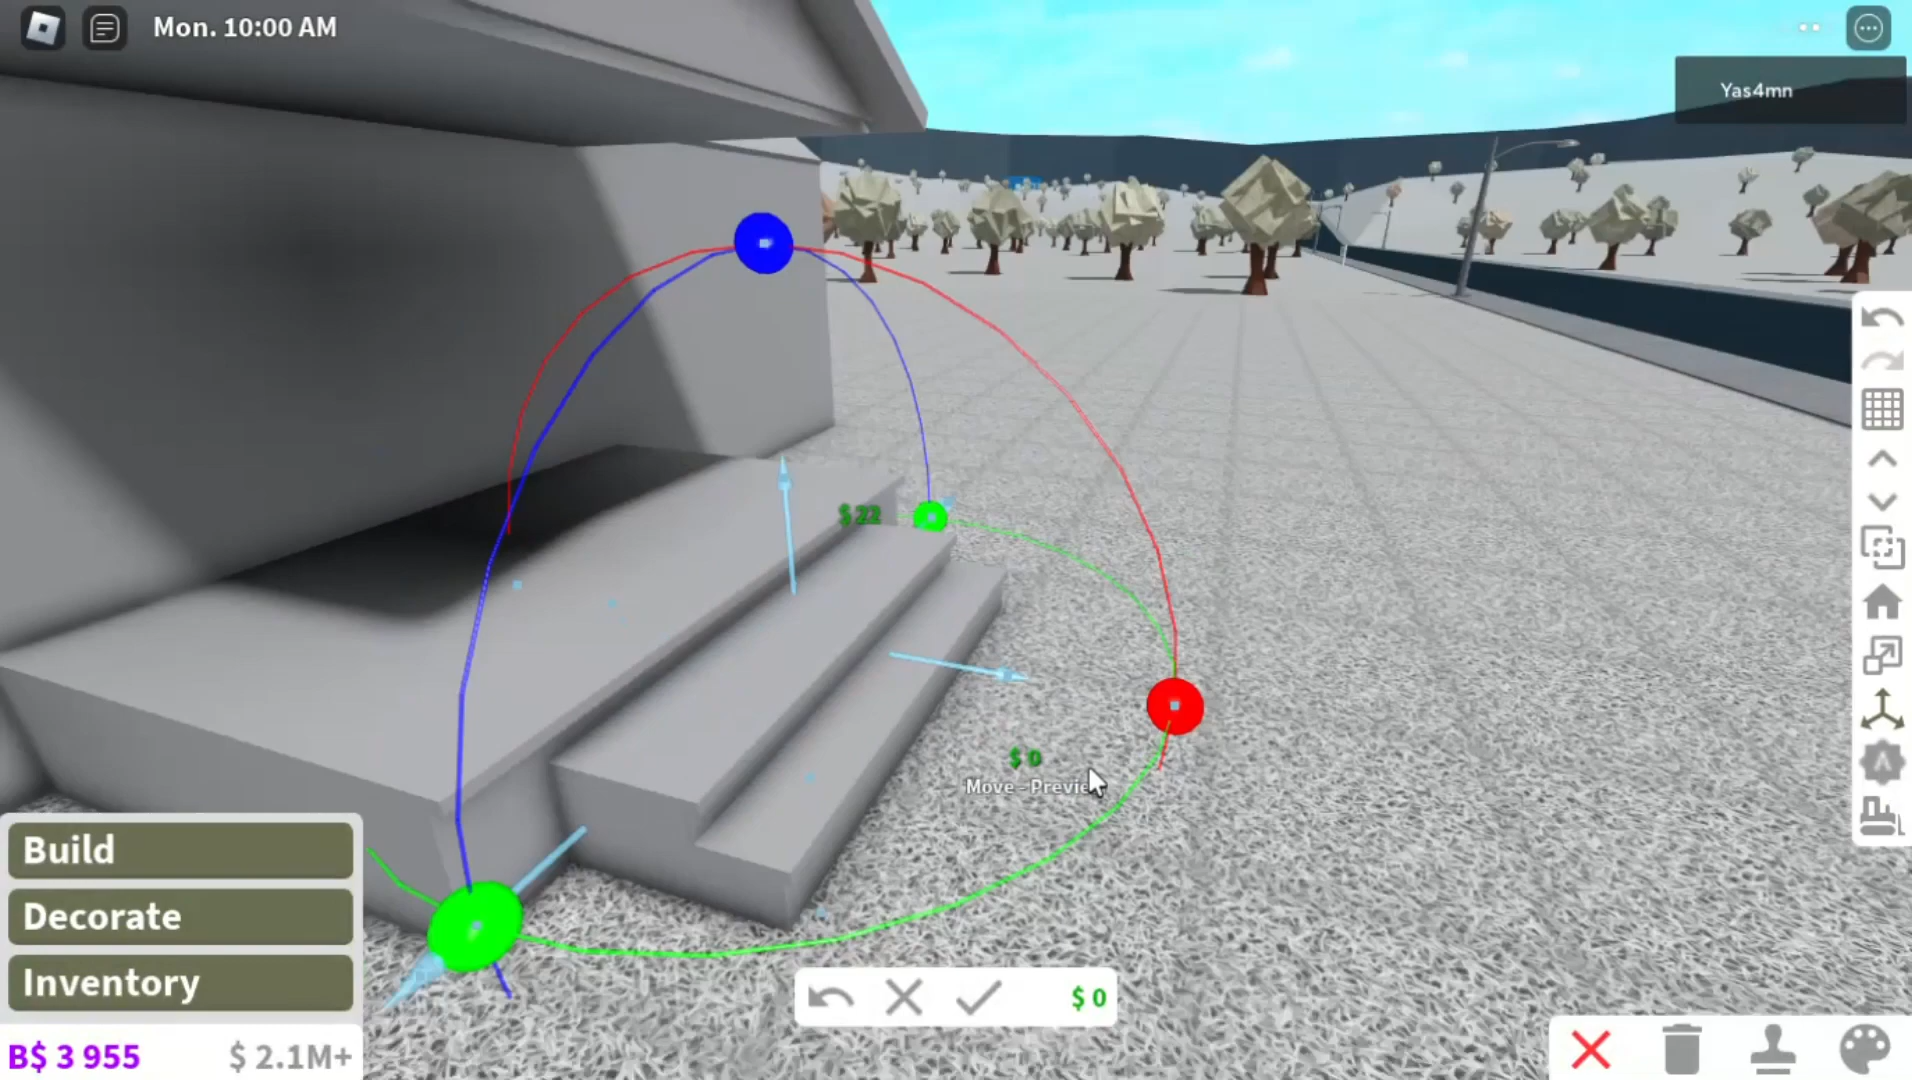 Mon. 10:00 AM
Yas4mn
$ 22
$ 0
Move - Previe
Build
Decorate
Inventory
B$ 3 955
$ 2.1M+
$ 0